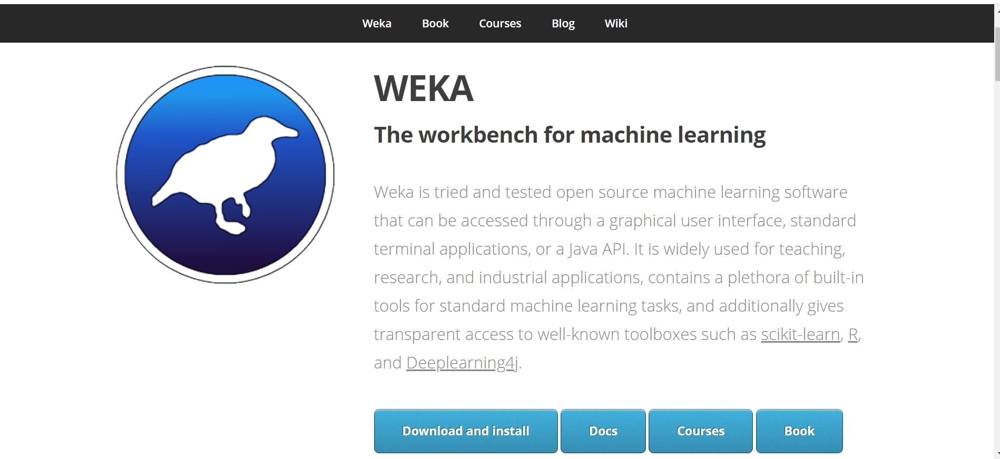 Weka Book Courses Blog Wiki
WEKA
The workbench for machine learning
Weka is tried and tested open source machine learning software
that can be accessed through a graphical user interface, standard
terminal applications, or a Java API. It is widely used for teaching,
research, and industrial applications, contains a plethora of built-in
tools for standard machine learning tasks, and additionally gives
transparent access to well-known toolboxes such as scikit-learn, R,
and Deeplearning4j.
Download and install Docs Courses Book